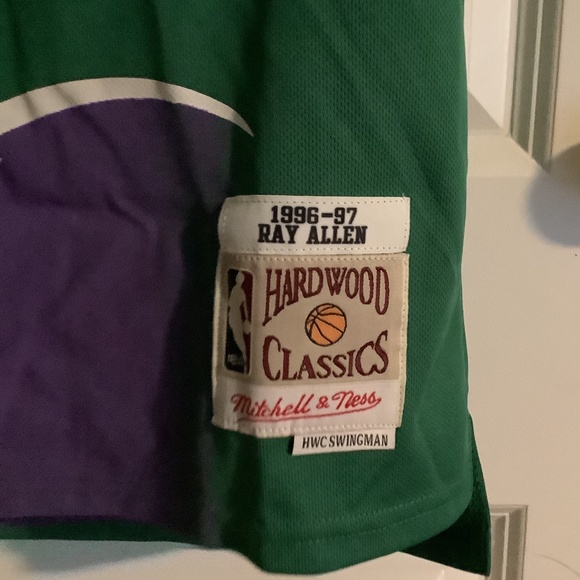 1996-97
RAY ALLEN
HARDWOOD
CLASSICS
Mitchell & Ness
HWC SWINGMAN